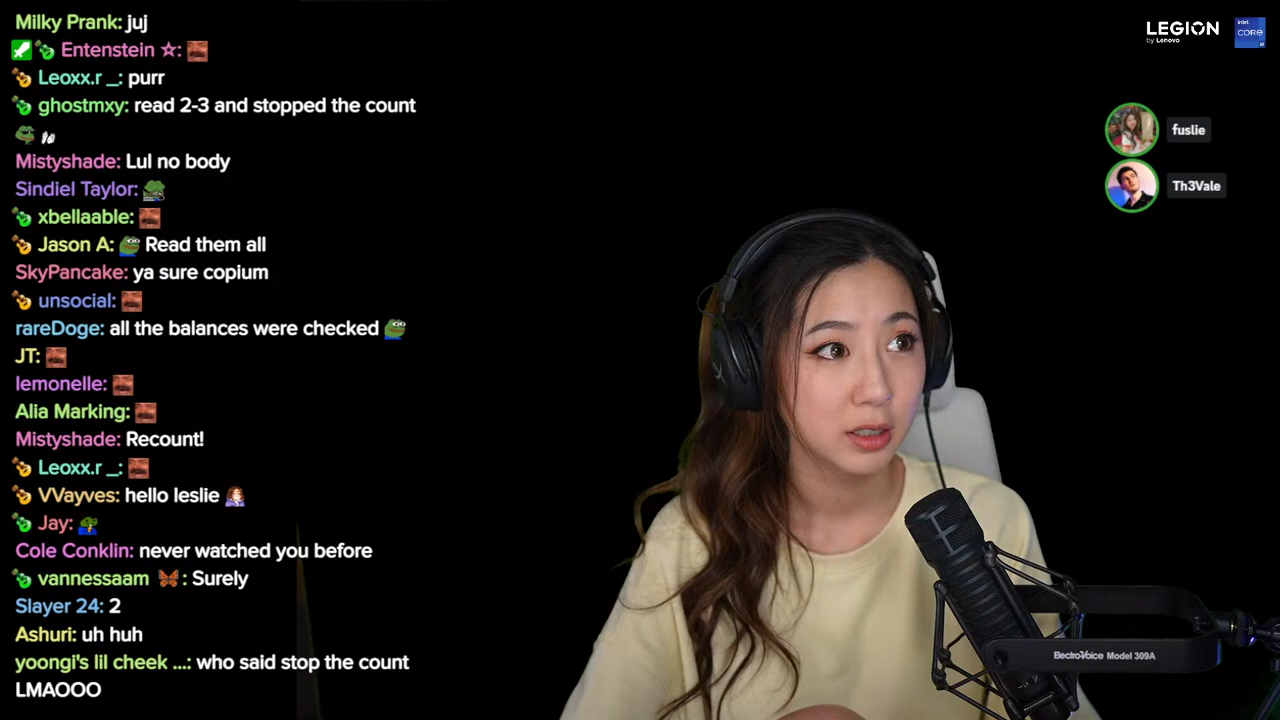 Milky Prank: juj
Entenstein ☆:
Leoxx.r _: purr
ghostmxy: read 2-3 and stopped the count
Mistyshade: Lul no body
Sindiel Taylor:
xbellaable:
Jason A: Read them all
SkyPancake: ya sure copium
unsocial:
rareDoge: all the balances were checked
JT:
lemonelle:
Alia Marking:
Mistyshade: Recount!
Leoxx.r _:
VVayves: hello leslie
Jay:
Cole Conklin: never watched you before
vannessaam : Surely
Slayer 24: 2
Ashuri: uh huh
yoongi's lil cheek ...: who said stop the count
LMAOOO
LEGION
by Lenovo
intel.
CORE
i9
fuslie
Th3Vale
ElectroVoice Model 309A